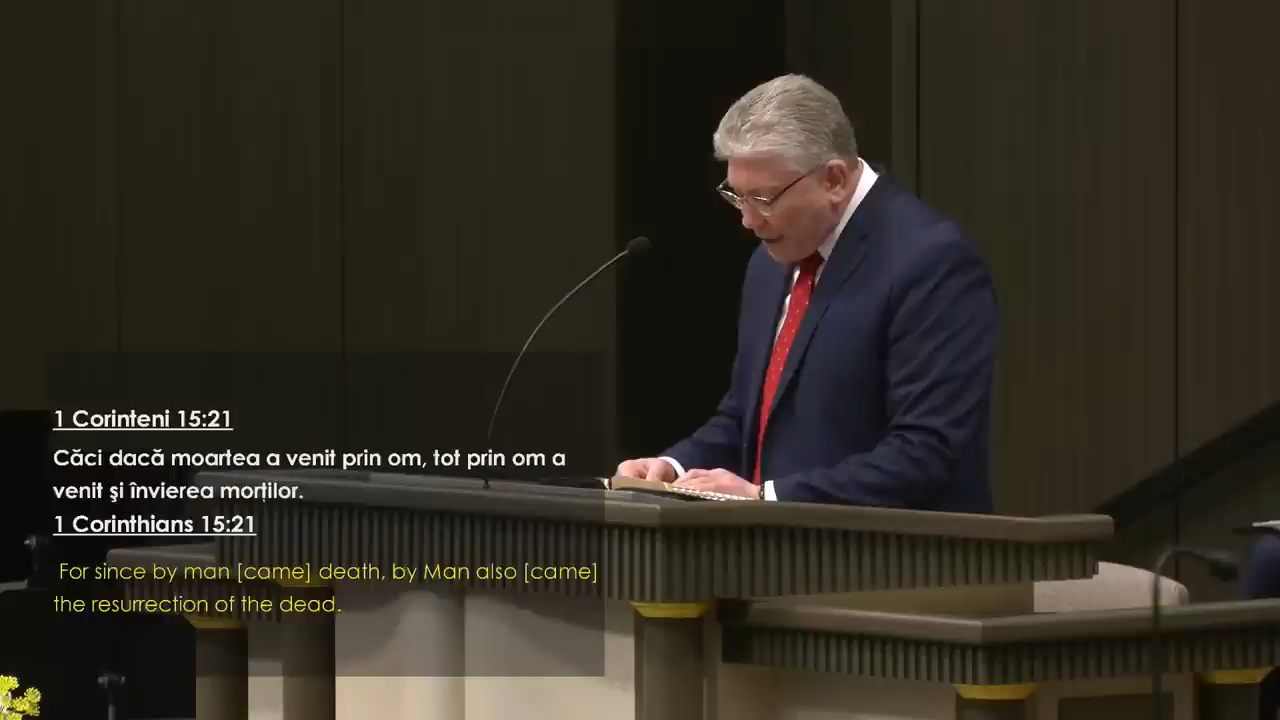 1 Corinteni 15:21
Căci dacă moartea a venit prin om, tot prin om a
venit şi învierea morţilor.
1 Corinthians 15:21
For since by man [came] death, by Man also [came]
the resurrection of the dead.